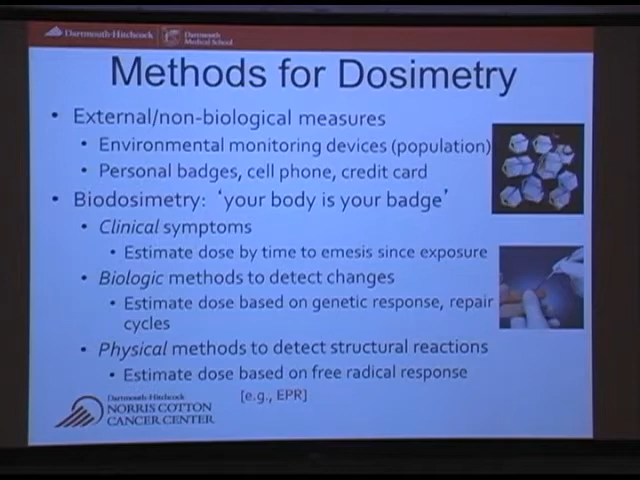 Dartmouth-Hitchcock
Dartmouth
Medical School
Methods for Dosimetry
• External/non-biological measures
• Environmental monitoring devices (population)
• Personal badges, cell phone, credit card
• Biodosimetry: ‘your body is your badge’
• Clinical symptoms
• Estimate dose by time to emesis since exposure
• Biologic methods to detect changes
• Estimate dose based on genetic response, repair
cycles
• Physical methods to detect structural reactions
• Estimate dose based on free radical response
[e.g., EPR]
Dartmouth-Hitchcock
NORRIS COTTON
CANCER CENTER